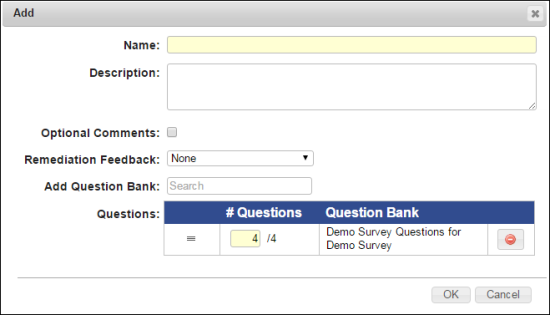 Add
Name:
Description:
Optional Comments:
Remediation Feedback: None
Add Question Bank: Search
Questions: # Questions Question Bank
4 /4 Demo Survey Questions for
Demo Survey
OK Cancel